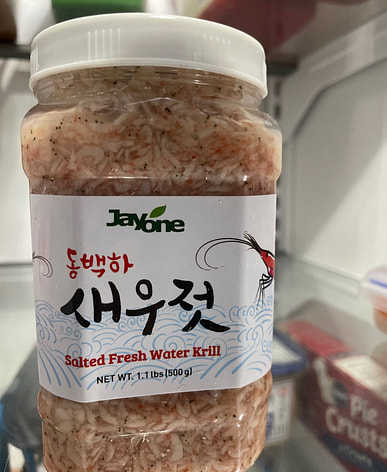 Jayone
동백하
새우젓
Salted Fresh Water Krill
NET WT. 1.1 lbs (500 g)
Pie
Crusts